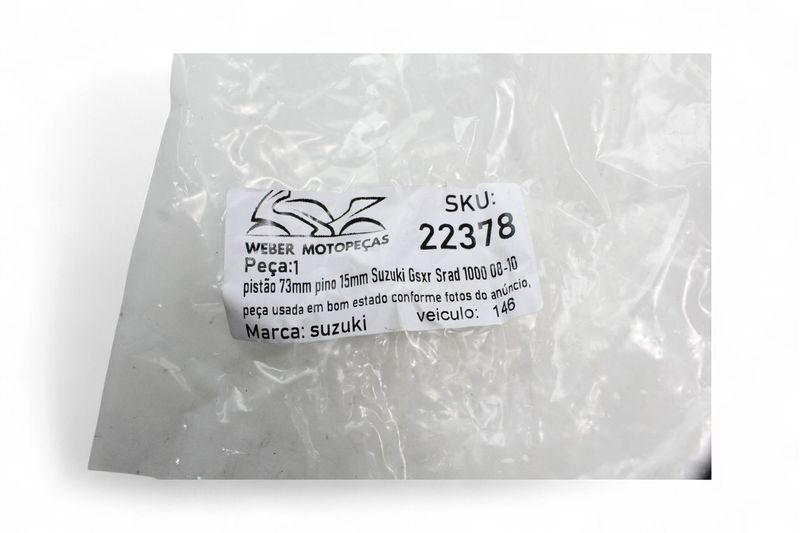 WEBER MOTOPEÇAS
SKU:
22378
Peça:1
pistão 73mm pino 15mm Suzuki Gsxr Srad 1000 08-10
peça usada em bom estado conforme fotos do anúncio,
Marca: suzuki
veiculo: 146